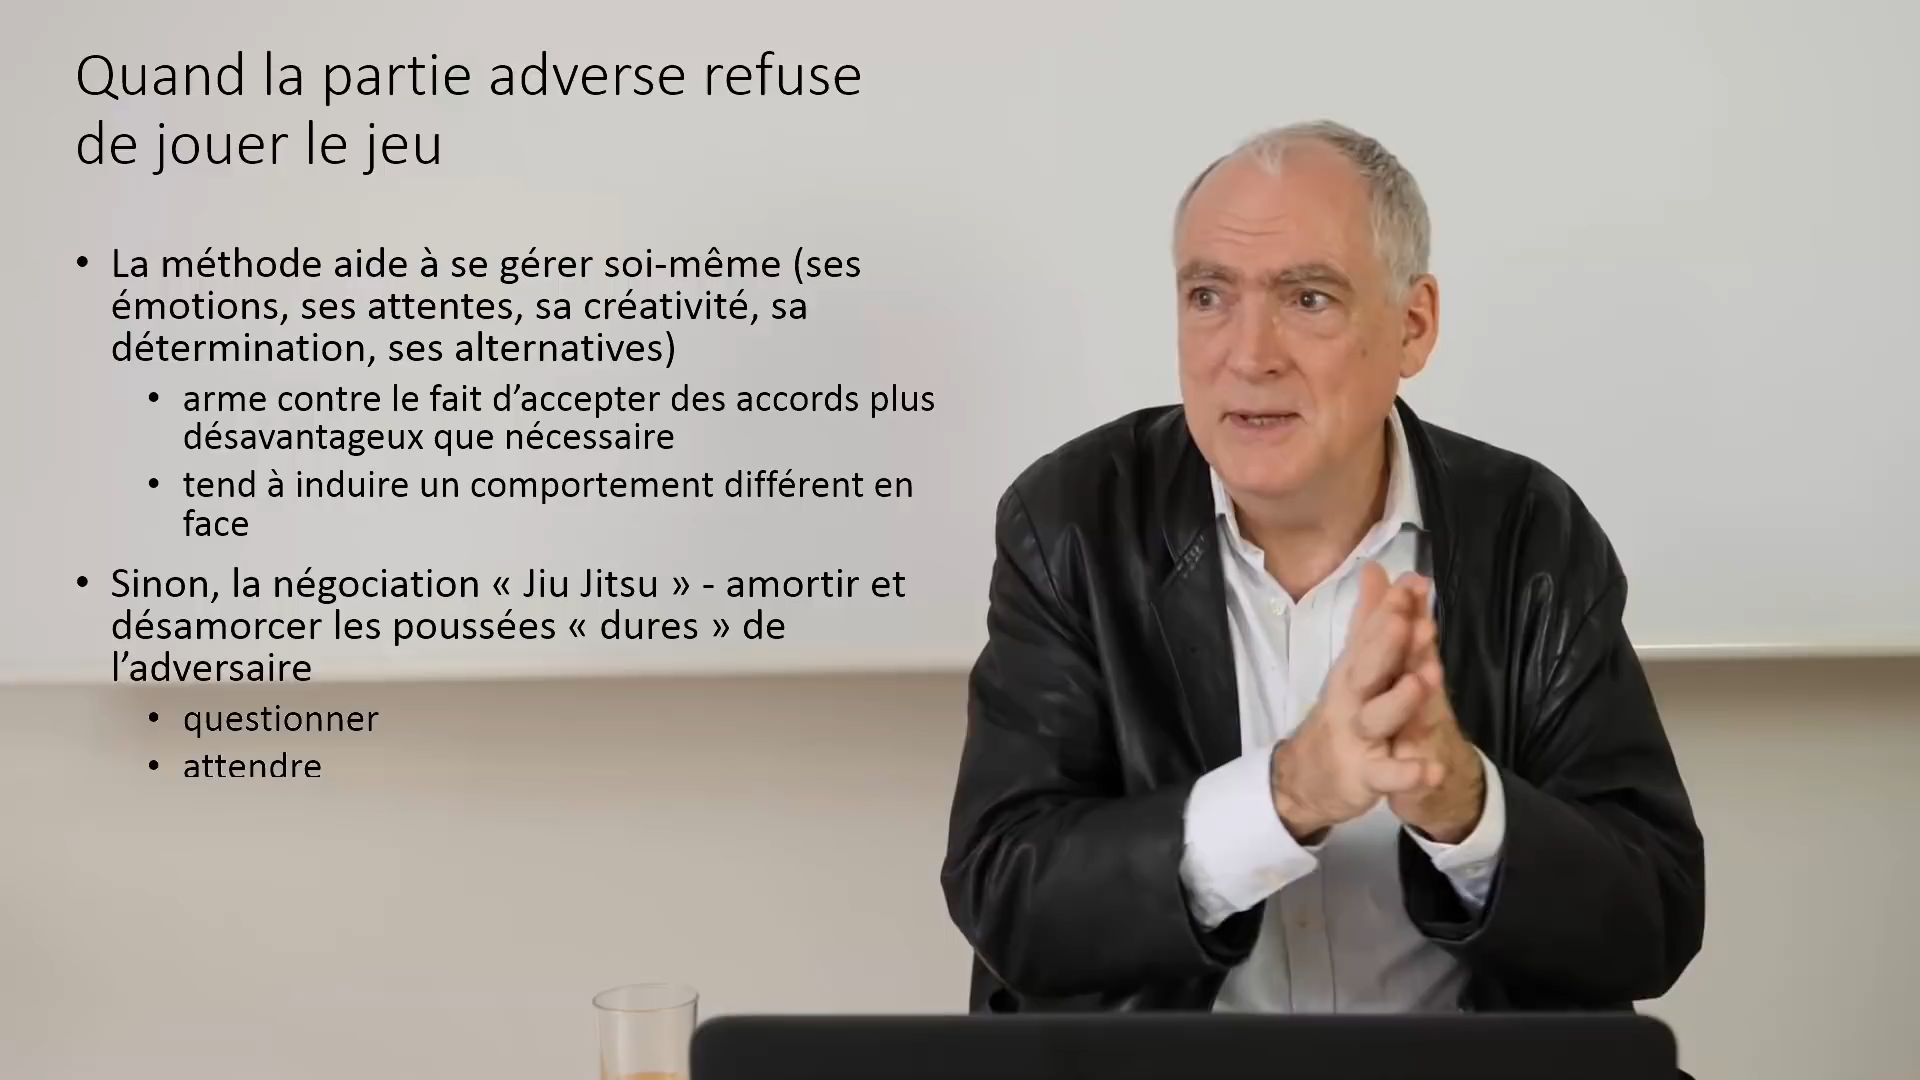 Quand la partie adverse refuse
de jouer le jeu
• La méthode aide à se gérer soi-même (ses
émotions, ses attentes, sa créativité, sa
détermination, ses alternatives)
• arme contre le fait d’accepter des accords plus
désavantageux que nécessaire
• tend à induire un comportement différent en
face
• Sinon, la négociation « Jiu Jitsu » - amortir et
désamorcer les poussées « dures » de
l’adversaire
• questionner
• attendre